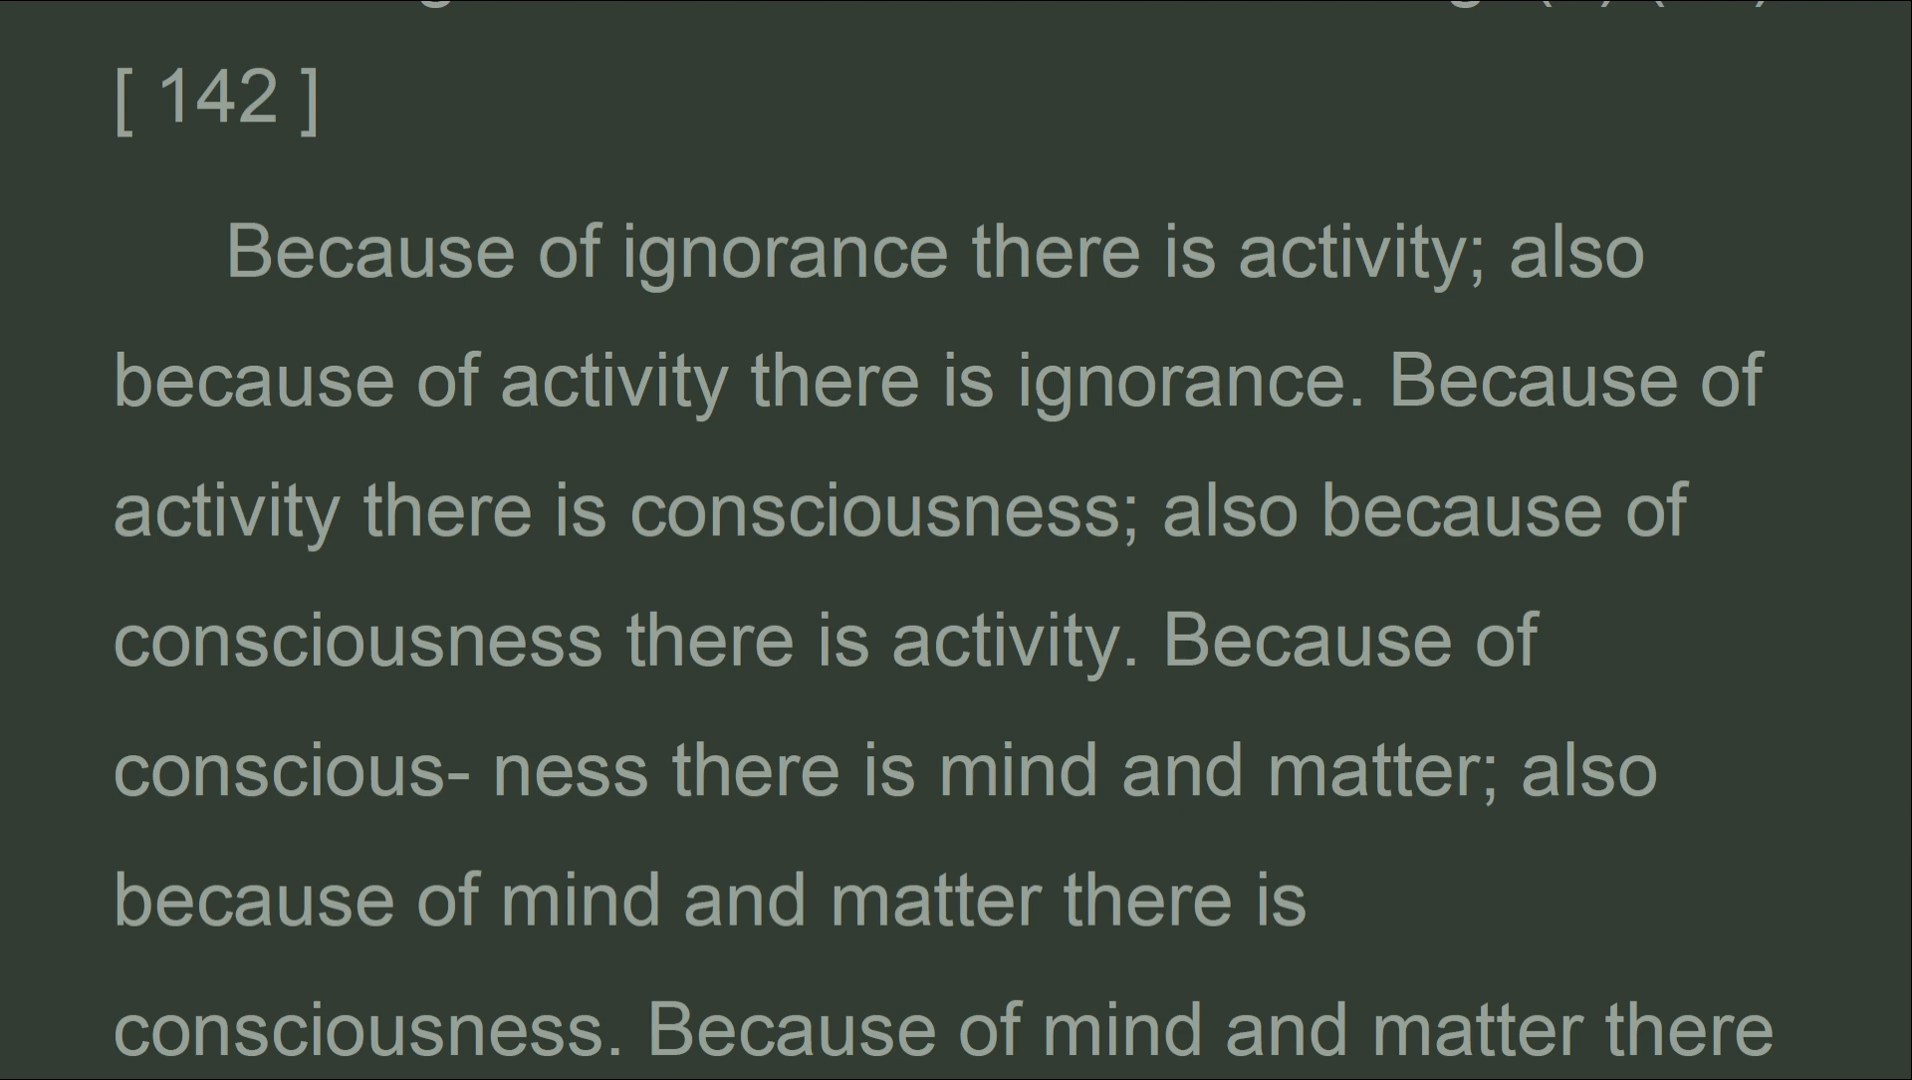 [ 142 ]
Because of ignorance there is activity; also
because of activity there is ignorance. Because of
activity there is consciousness; also because of
consciousness there is activity. Because of
conscious- ness there is mind and matter; also
because of mind and matter there is
consciousness. Because of mind and matter there